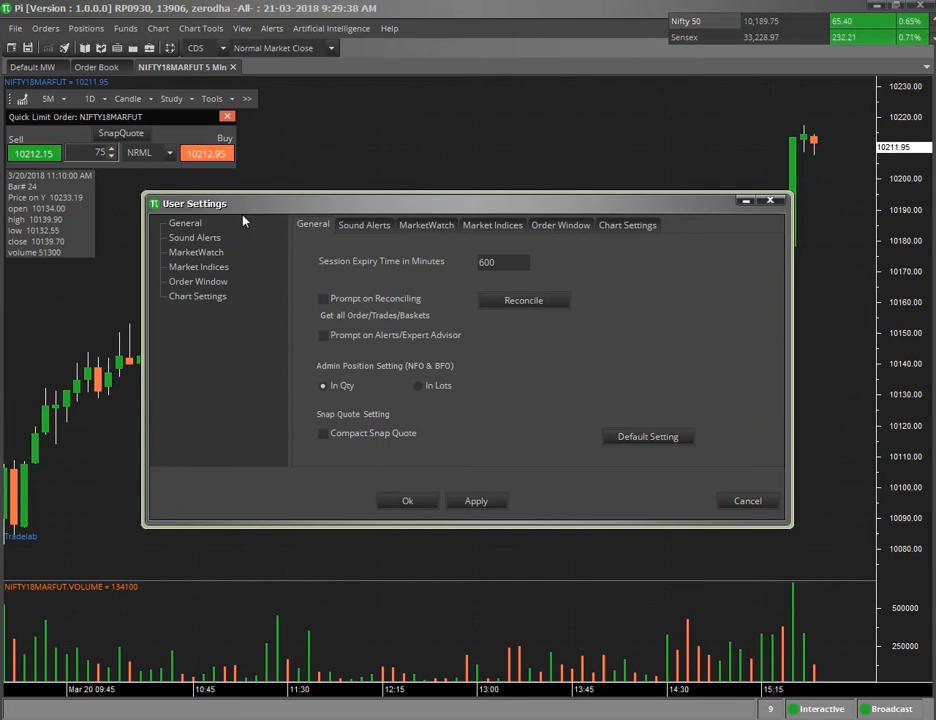 Pi [Version : 1.0.0.0] RP0930, 13906, zerodha -All- : 21-03-2018 9:29:38 AM
File Orders Positions Funds Chart Chart Tools View Alerts Artificial Intelligence Help
Nifty 50 10,189.75 65.40 0.65%
Sensex 33,228.97 232.21 0.71%
CDS Normal Market Close
Default MW Order Book NIFTY18MARFUT 5 Min
NIFTY18MARFUT = 10211.95
5M 1D Candle Study Tools >>
Quick Limit Order: NIFTY18MARFUT
Sell SnapQuote Buy
10212.15 75 NRML 10212.95
3/20/2018 11:10:00 AM
Bar# 24
Price on Y 10233.19
open 10134.00
high 10139.90
low 10132.55
close 10139.70
volume 51300
User Settings
General
Sound Alerts
MarketWatch
Market Indices
Order Window
Chart Settings
General Sound Alerts MarketWatch Market Indices Order Window Chart Settings
Session Expiry Time in Minutes 600
Prompt on Reconciling Reconcile
Get all Order/Trades/Baskets
Prompt on Alerts/Expert Advisor
Admin Position Setting (NFO & BFO)
In Qty In Lots
Snap Quote Setting
Compact Snap Quote
Default Setting
Ok Apply Cancel
10230.00
10220.00
10211.95
10200.00
10190.00
10180.00
10170.00
10160.00
10150.00
10140.00
10130.00
10120.00
10110.00
10100.00
10090.00
10080.00
Tradelab
NIFTY18MARFUT.VOLUME = 134100
500000
250000
Mar 20 09:45 10:45 11:30 12:15 13:00 13:45 14:30 15:15
9 Interactive Broadcast